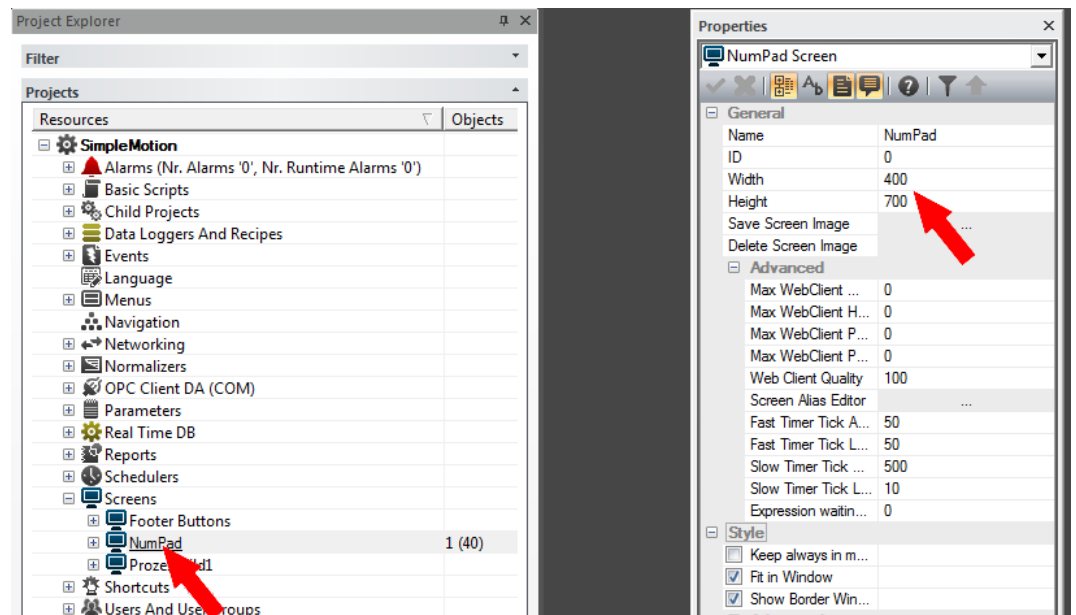 Project Explorer
Filter
Projects
Resources Objects
SimpleMotion
Alarms (Nr. Alarms '0', Nr. Runtime Alarms '0')
Basic Scripts
Child Projects
Data Loggers And Recipes
Events
Language
Menus
Navigation
Networking
Normalizers
OPC Client DA (COM)
Parameters
Real Time DB
Reports
Schedulers
Screens
Footer Buttons
NumPad 1 (40)
Shortcuts
Users And
Properties
NumPad Screen
General
Name NumPad
ID 0
Width 400
Height 700
Save Screen Image ...
Delete Screen Image
Advanced
Max WebClient ... 0
Max WebClient H... 0
Max WebClient P... 0
Max WebClient P... 0
Web Client Quality 100
Screen Alias Editor ...
Fast Timer Tick A... 50
Fast Timer Tick L... 50
Slow Timer Tick ... 500
Slow Timer Tick L... 10
Expression waitin... 0
Style
Keep always in m...
Fit in Window
Show Border Win...